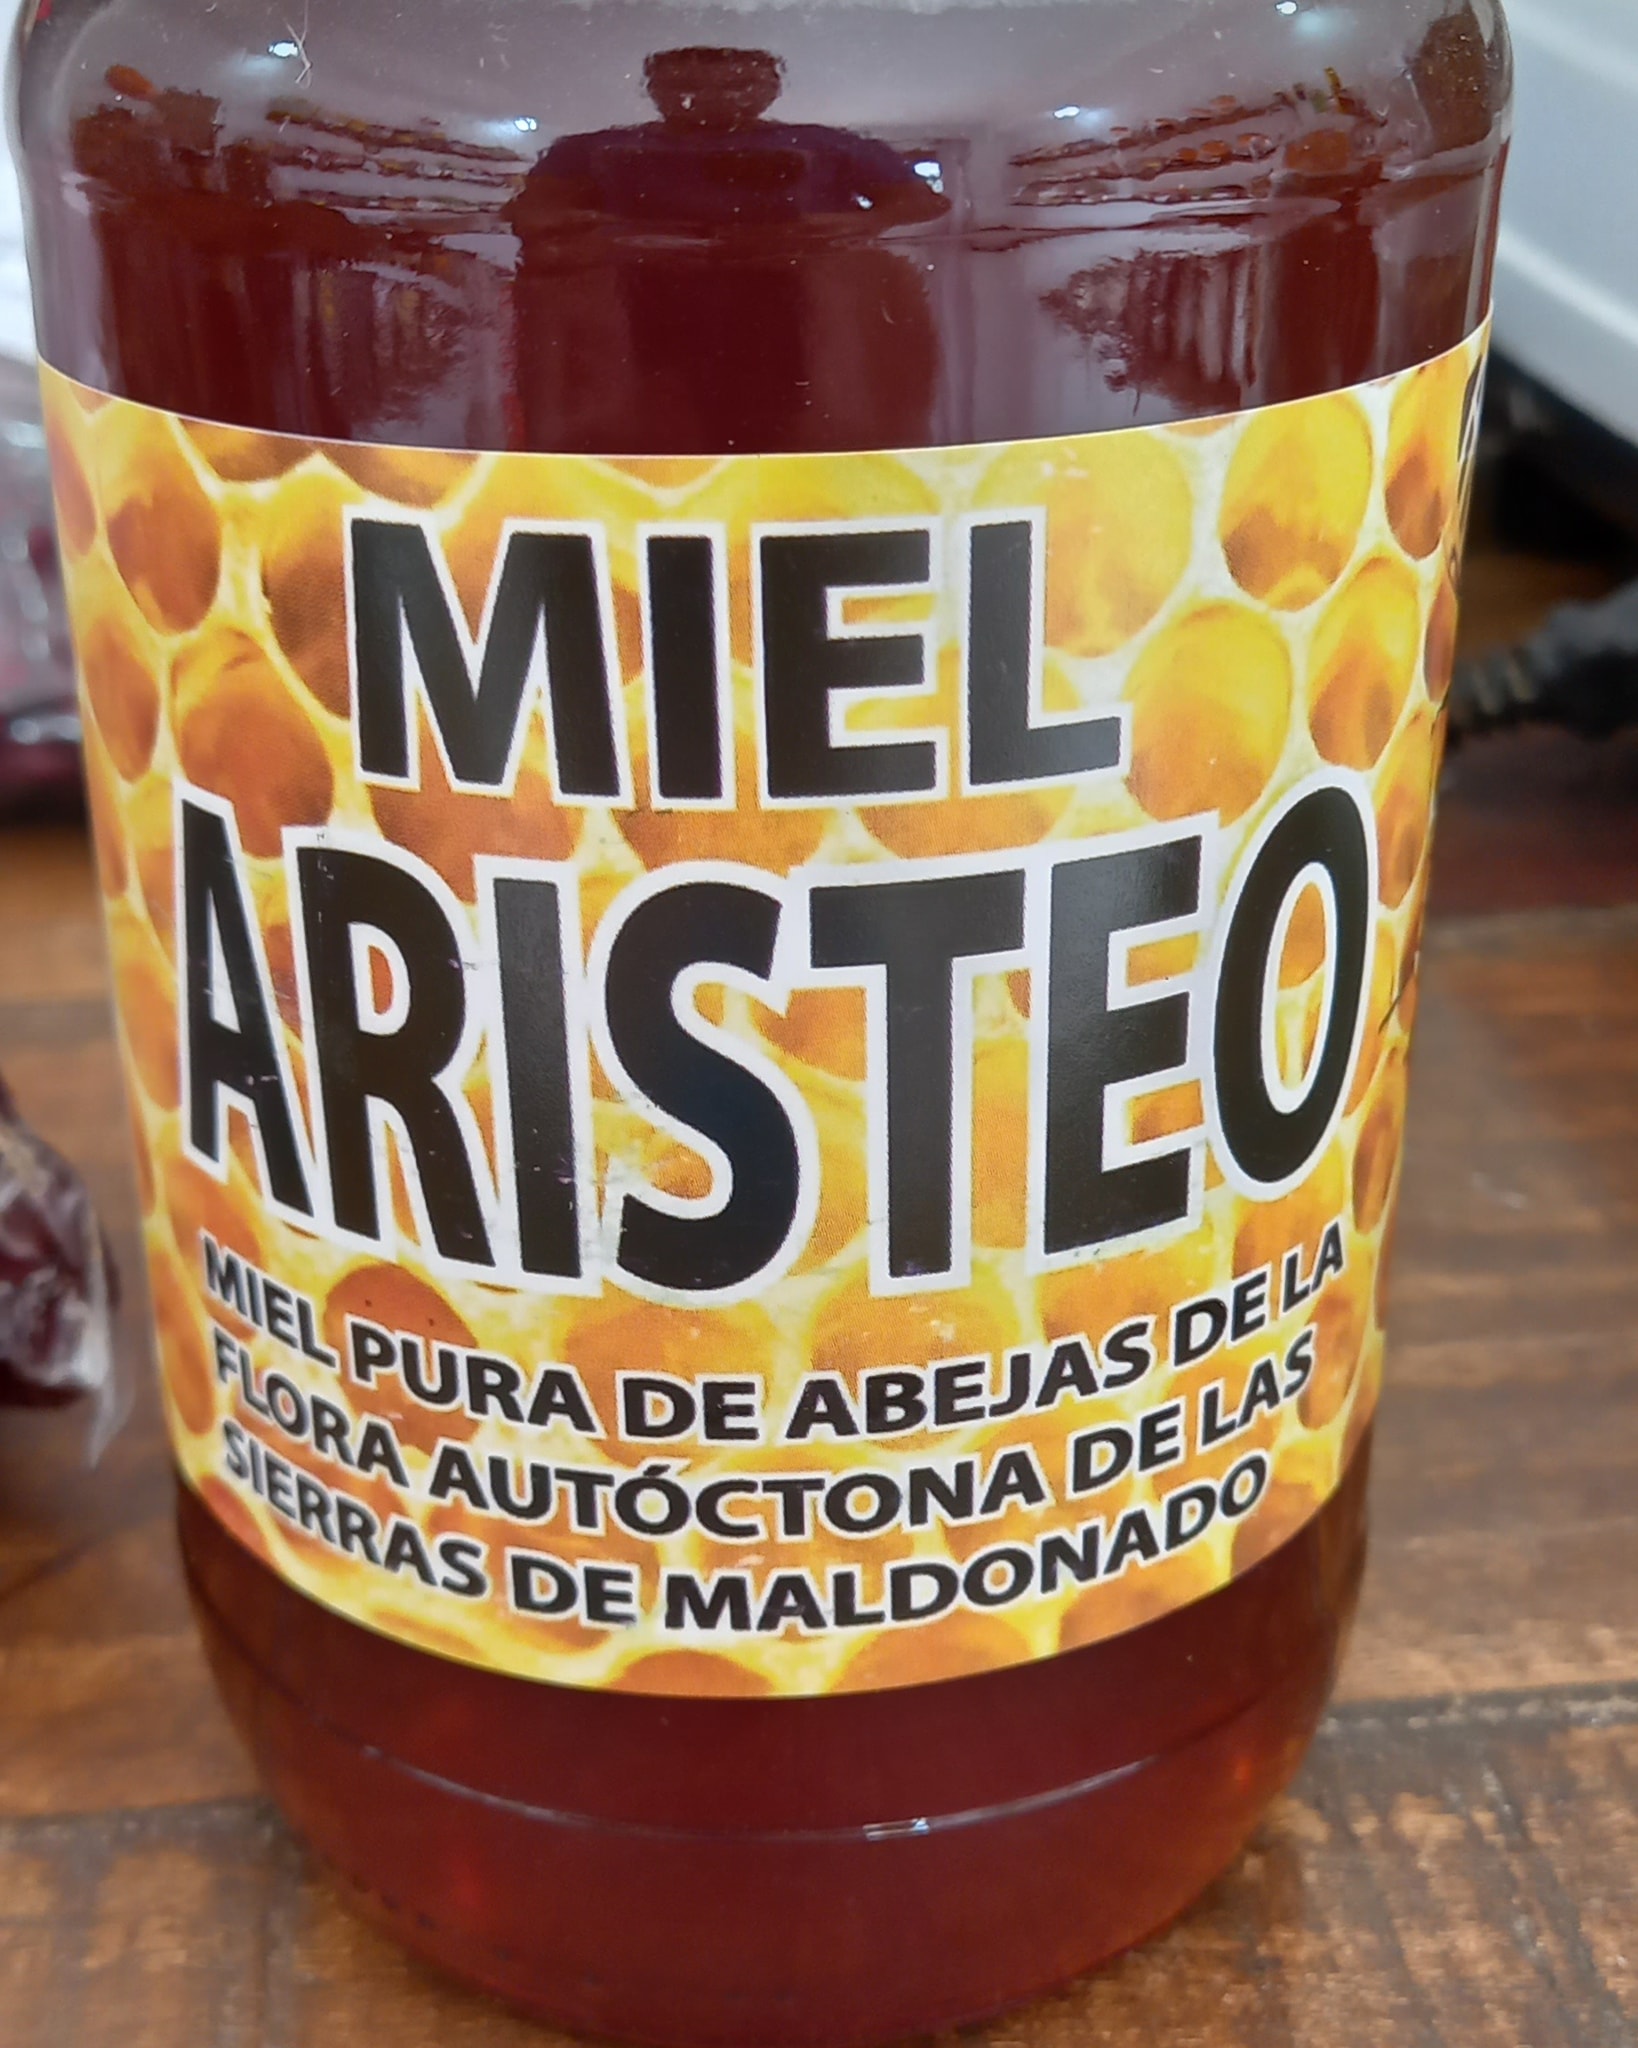 MIEL
ARISTEO
MIEL PURA DE ABEJAS DE LA
FLORA AUTÓCTONA DE LAS
SIERRAS DE MALDONADO